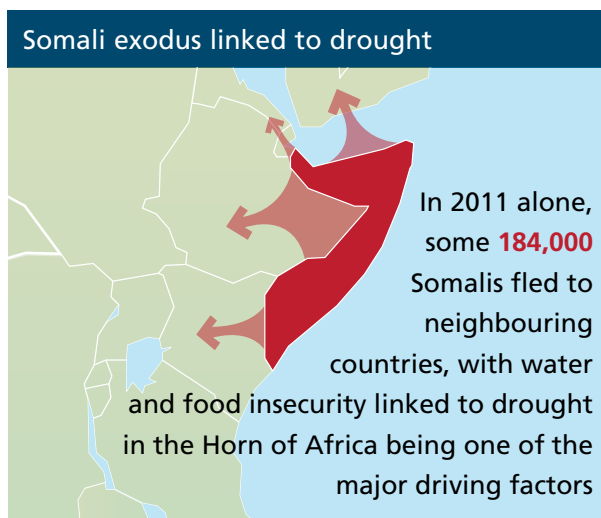 Somali exodus linked to drought
In 2011 alone,
some 184,000
Somalis fled to
neighbouring
countries, with water
and food insecurity linked to drought
in the Horn of Africa being one of the
major driving factors